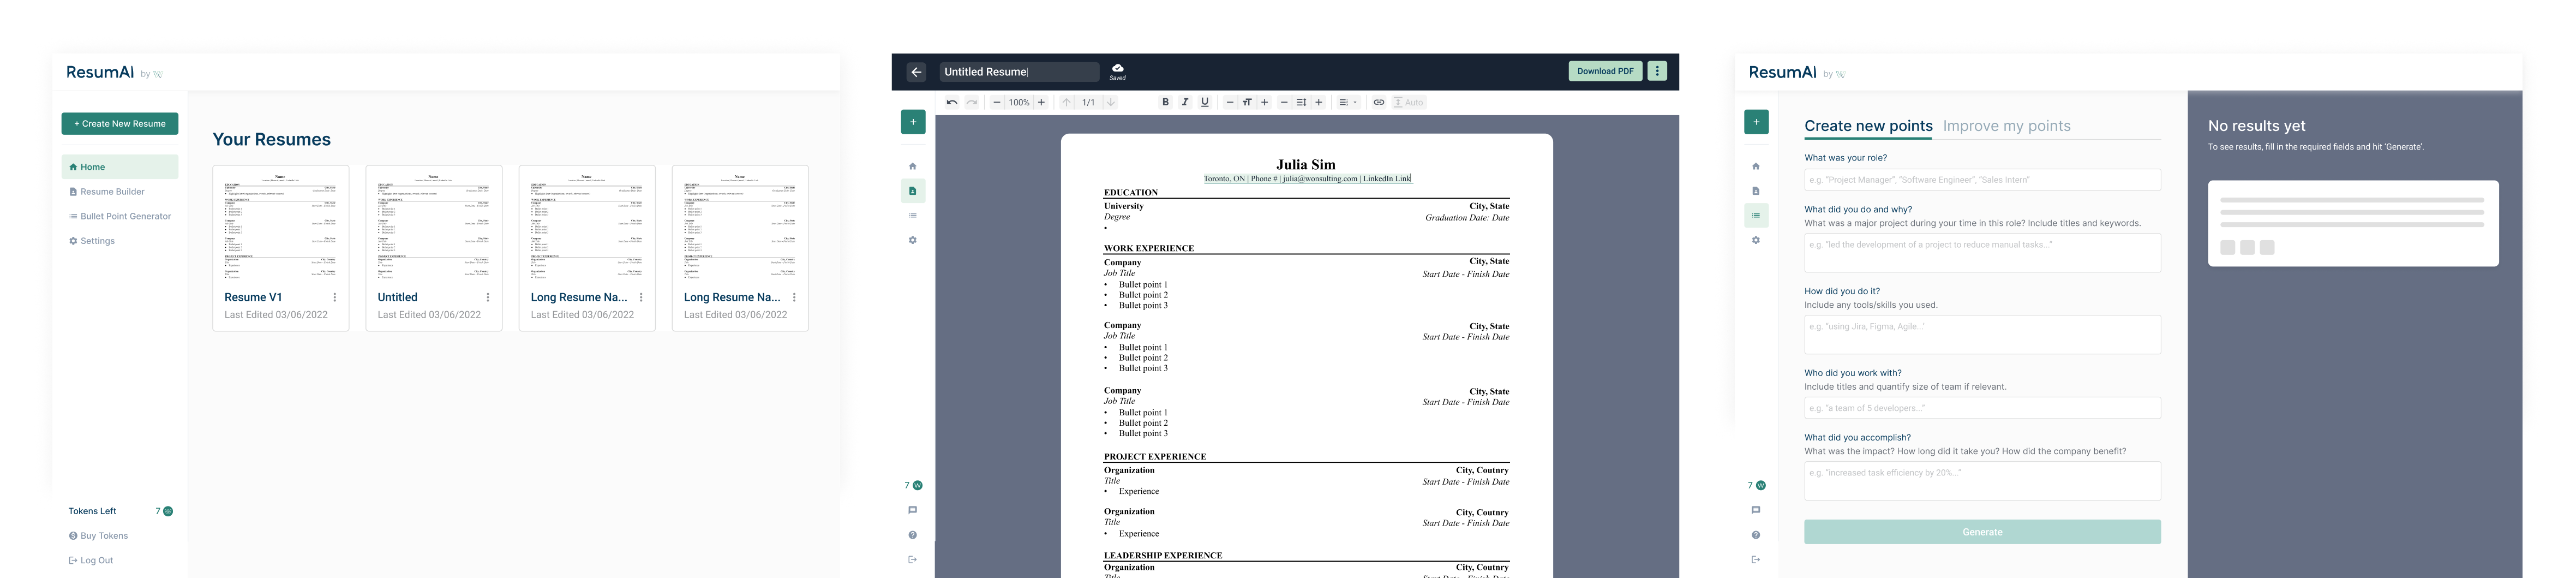 ResumAI by
+ Create New Resume
Home
Resume Builder
Bullet Point Generator
Settings
Tokens Left 7
Buy Tokens
Log Out
Your Resumes
Resume V1
Last Edited 03/06/2022
Untitled
Last Edited 03/06/2022
Long Resume Na...
Last Edited 03/06/2022
Long Resume Na...
Last Edited 03/06/2022
Untitled Resume
Saved
Download PDF
100%
1/1
B I U
Auto
7
Julia Sim
Toronto, ON | Phone # | julia@wonsulting.com | LinkedIn Link
EDUCATION
University City, State
Degree Graduation Date: Date
WORK EXPERIENCE
Company City, State
Job Title Start Date - Finish Date
• Bullet point 1
• Bullet point 2
• Bullet point 3
Company City, State
Job Title Start Date - Finish Date
• Bullet point 1
• Bullet point 2
• Bullet point 3
Company City, State
Job Title Start Date - Finish Date
• Bullet point 1
• Bullet point 2
• Bullet point 3
PROJECT EXPERIENCE
Organization City, Coutnry
Title Start Date - Finish Date
• Experience
Organization City, Coutnry
Title Start Date - Finish Date
• Experience
LEADERSHIP EXPERIENCE
Organization City, Coutnry
Title Start Date - Finish Date
ResumAI by
7
Create new points Improve my points
What was your role?
e.g. “Project Manager”, “Software Engineer”, “Sales Intern”
What did you do and why?
What was a major project during your time in this role? Include titles and keywords.
e.g. “led the development of a project to reduce manual tasks...”
How did you do it?
Include any tools/skills you used.
e.g. “using Jira, Figma, Agile...’
Who did you work with?
Include titles and quantify size of team if relevant.
e.g. “a team of 5 developers...”
What did you accomplish?
What was the impact? How long did it take you? How did the company benefit?
e.g. “increased task efficiency by 20%...”
Generate
No results yet
To see results, fill in the required fields and hit ‘Generate’.